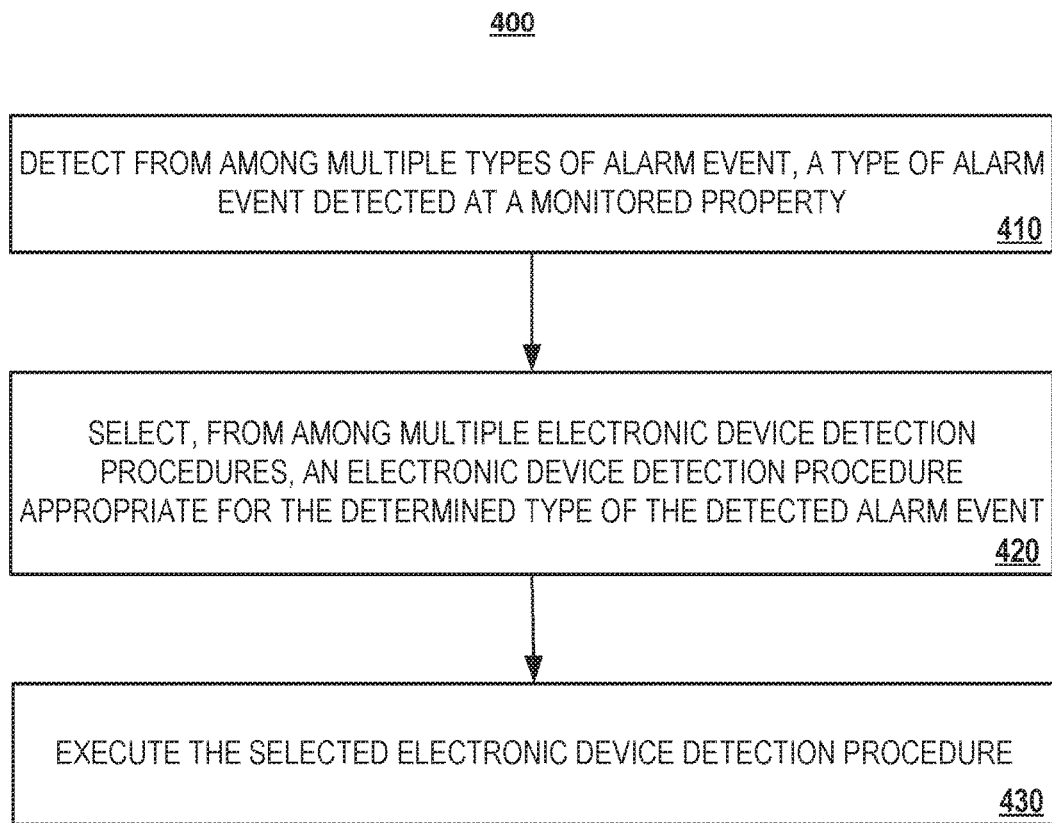 400
DETECT FROM AMONG MULTIPLE TYPES OF ALARM EVENT, A TYPE OF ALARM
EVENT DETECTED AT A MONITORED PROPERTY
410
SELECT, FROM AMONG MULTIPLE ELECTRONIC DEVICE DETECTION
PROCEDURES, AN ELECTRONIC DEVICE DETECTION PROCEDURE
APPROPRIATE FOR THE DETERMINED TYPE OF THE DETECTED ALARM EVENT
420
EXECUTE THE SELECTED ELECTRONIC DEVICE DETECTION PROCEDURE
430